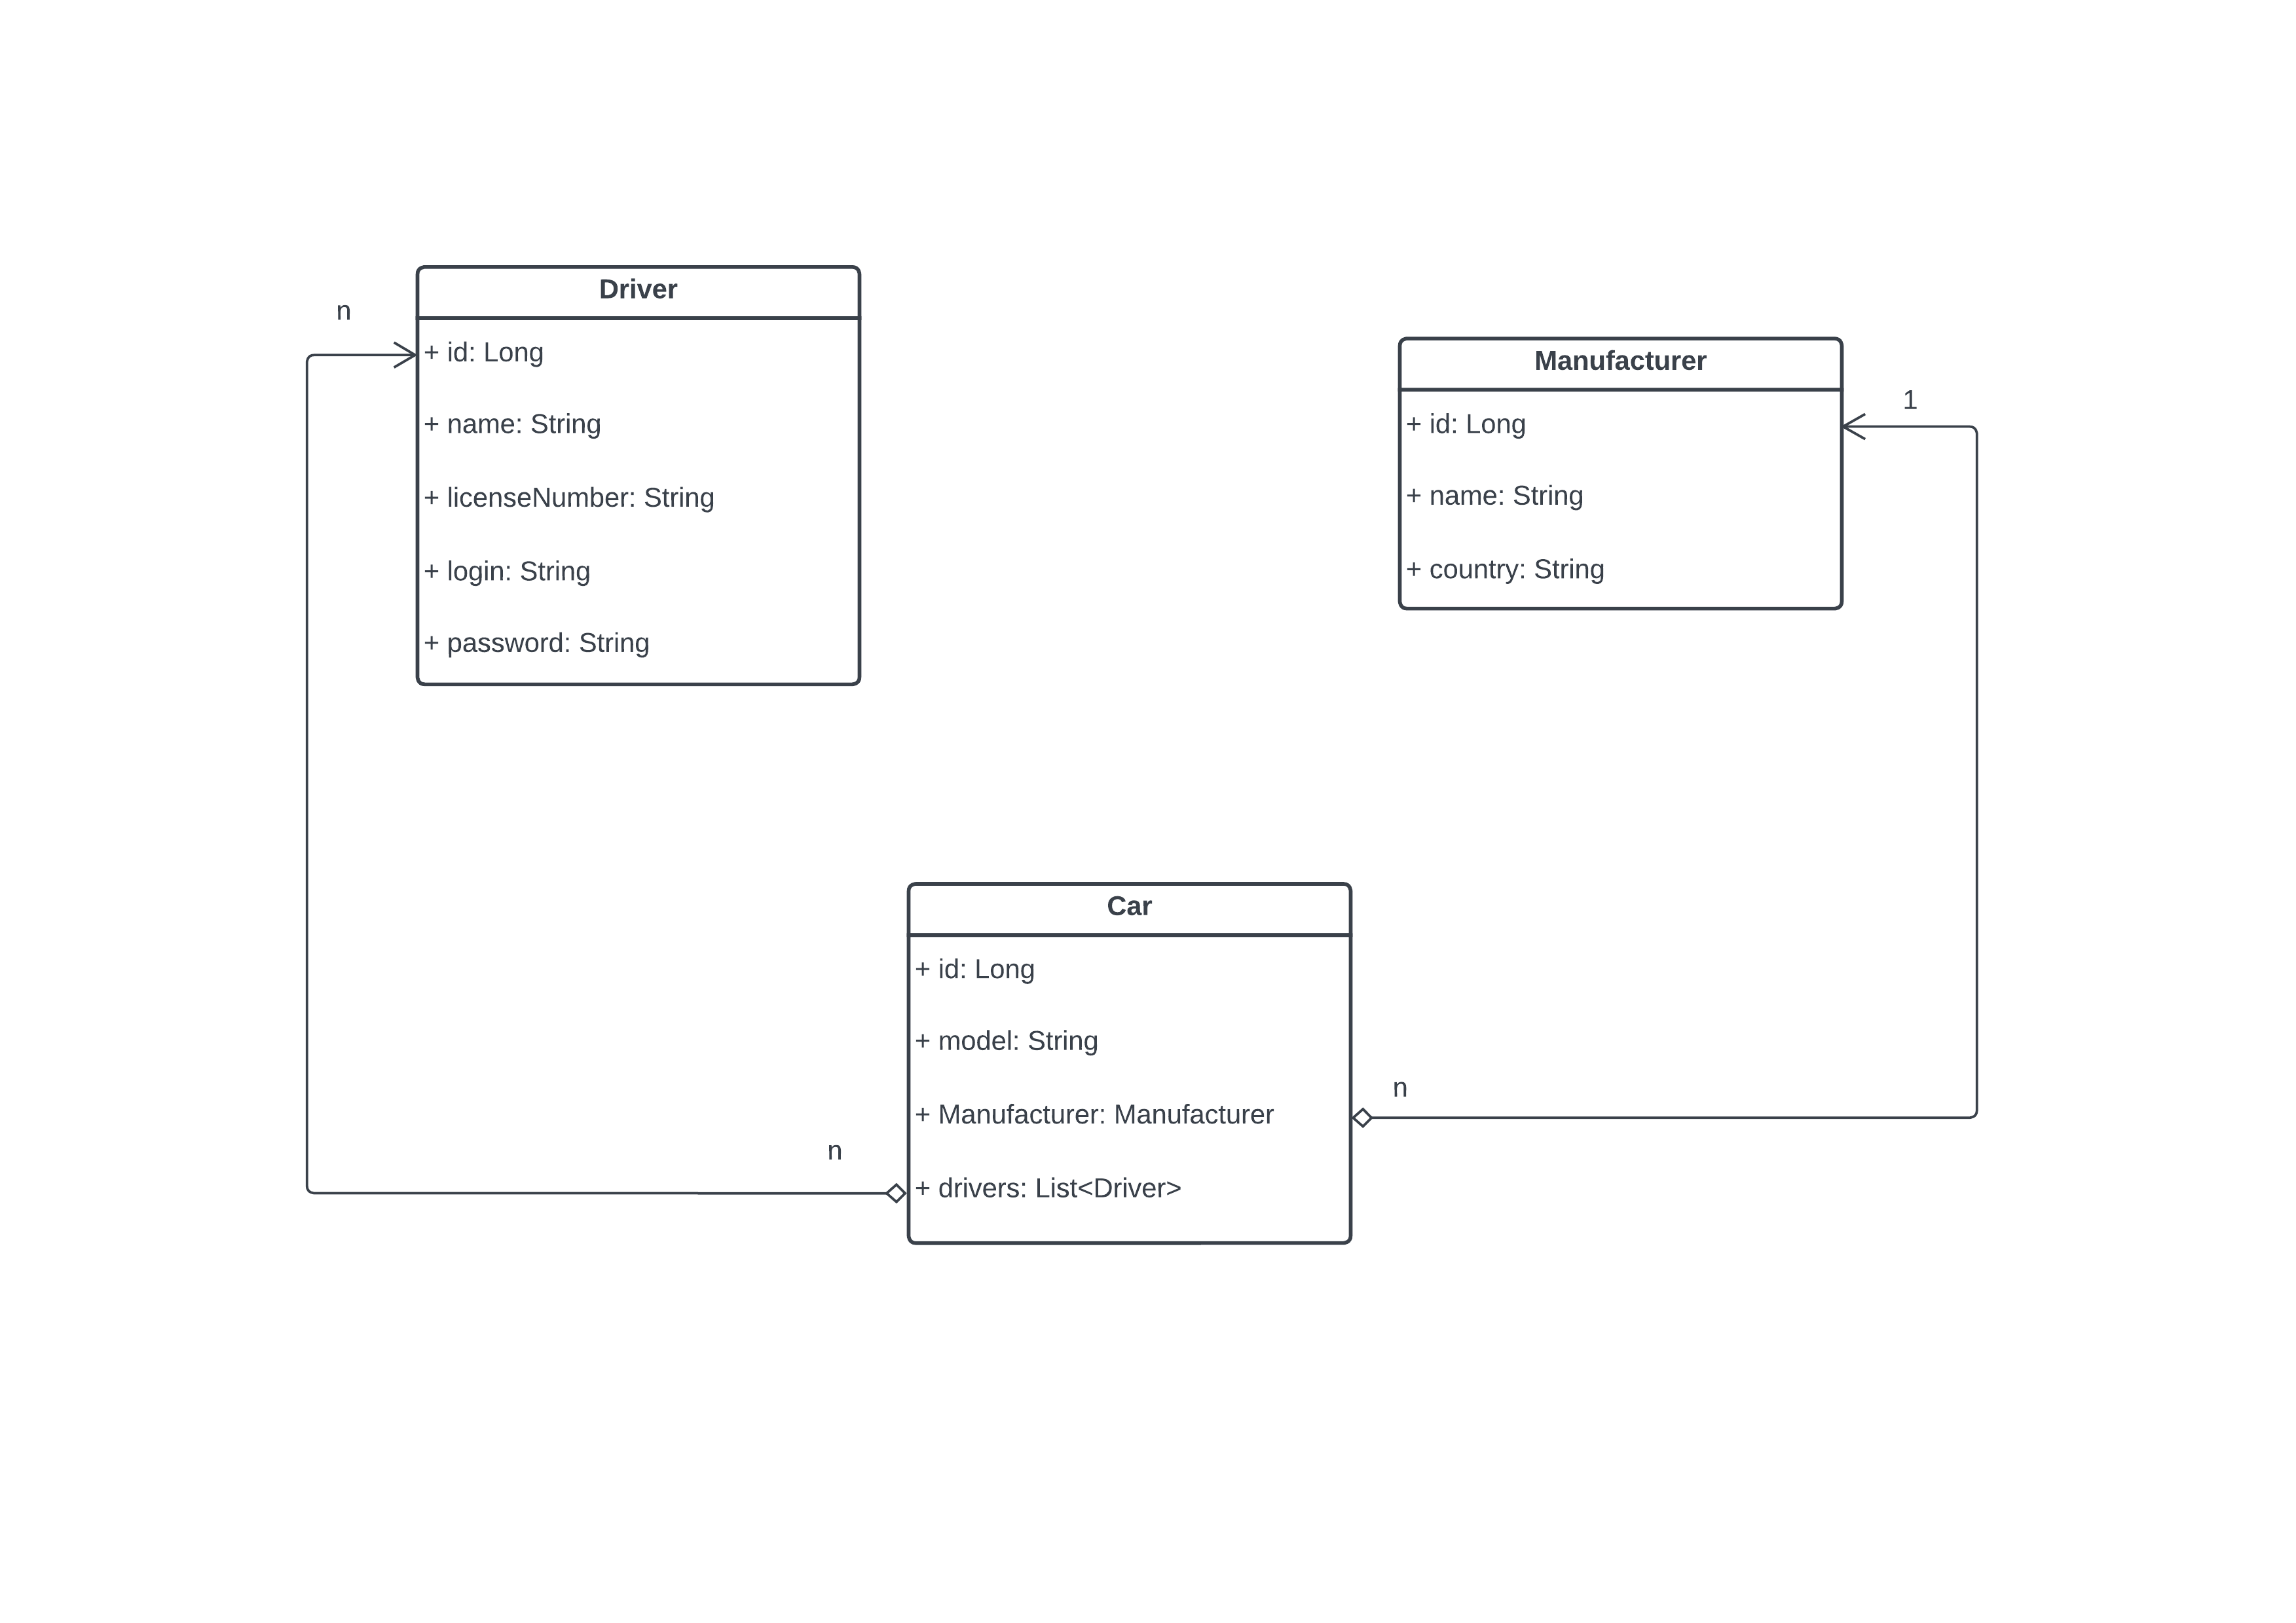 Driver
n
+ id: Long
+ name: String
+ licenseNumber: String
+ login: String
+ password: String
Manufacturer
1
+ id: Long
+ name: String
+ country: String
Car
+ id: Long
+ model: String
n
+ Manufacturer: Manufacturer
n
+ drivers: List<Driver>